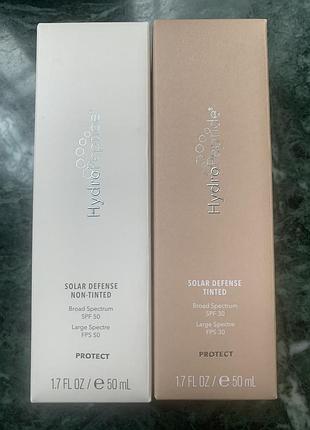 HydroPeptide®
SOLAR DEFENSE
NON-TINTED
Broad Spectrum
SPF 50
Large Spectre
FPS 50
PROTECT
1.7 FL OZ / ℮ 50 mL
HydroPeptide®
SOLAR DEFENSE
TINTED
Broad Spectrum
SPF 30
Large Spectre
FPS 30
PROTECT
1.7 FL OZ / ℮ 50 mL